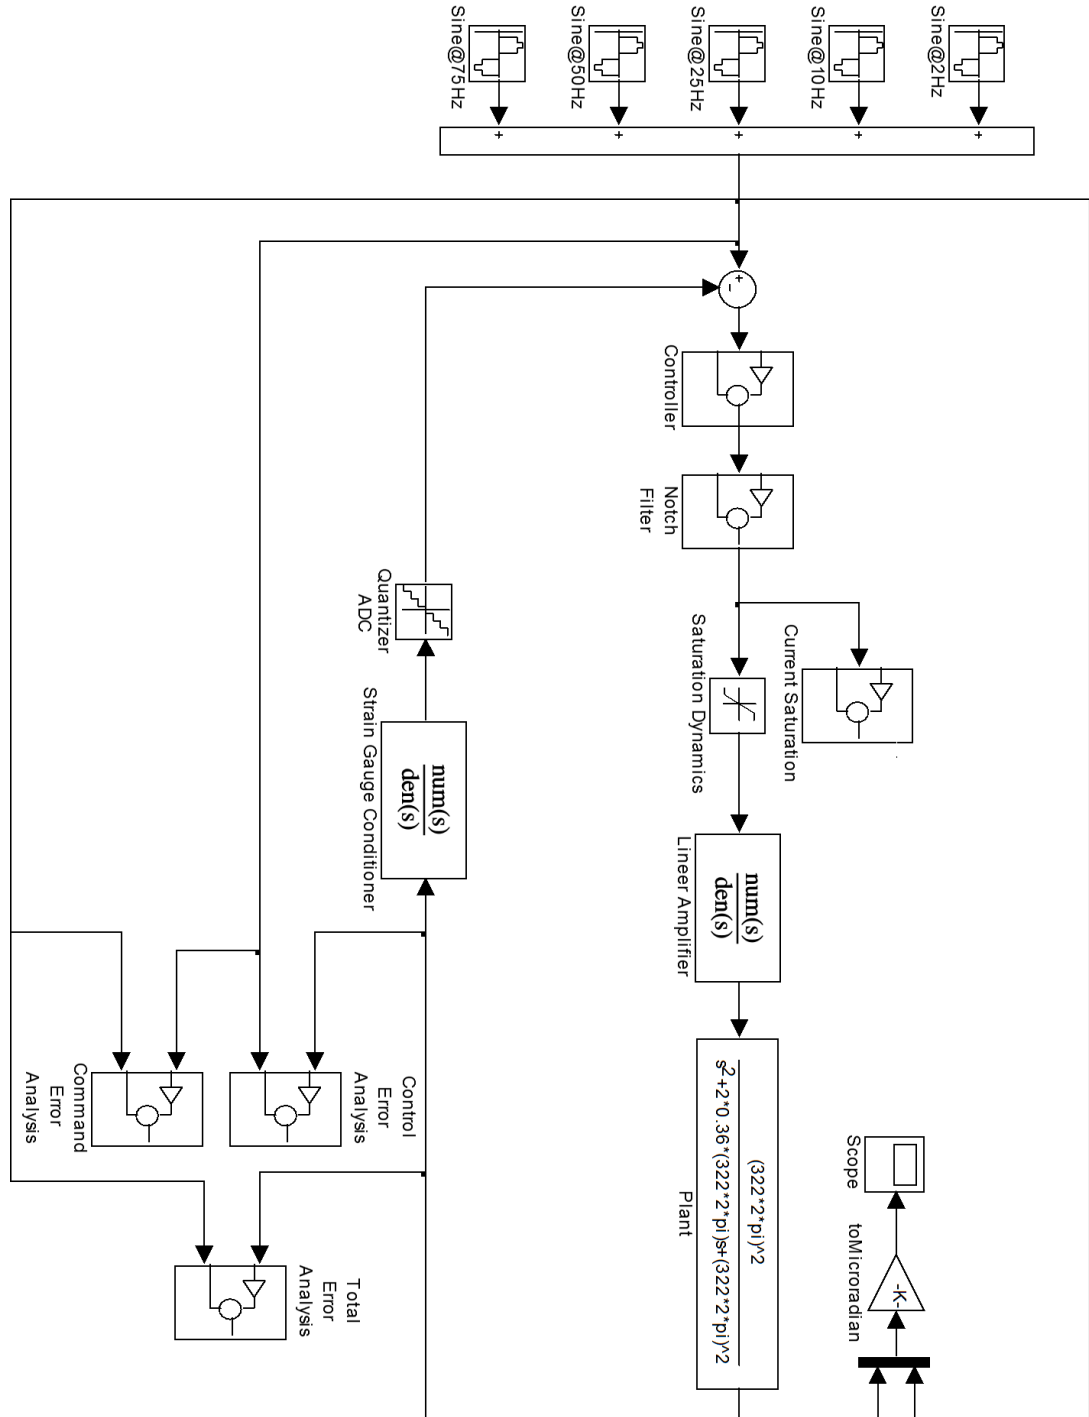 Sine@2Hz
Sine@10Hz
Sine@25Hz
Sine@50Hz
Sine@75Hz
+
+
+
+
+
+
-
Controller
Notch
Filter
Current Saturation
Saturation Dynamics
num(s)
den(s)
Lineer Amplifier
(322*2*pi)^2
s^2+2*0.36*(322*2*pi)s+(322*2*pi)^2
Plant
Scope
-K-
toMicroradian
Quantizer
ADC
num(s)
den(s)
Strain Gauge Conditioner
Control
Error
Analysis
Command
Error
Analysis
Total
Error
Analysis